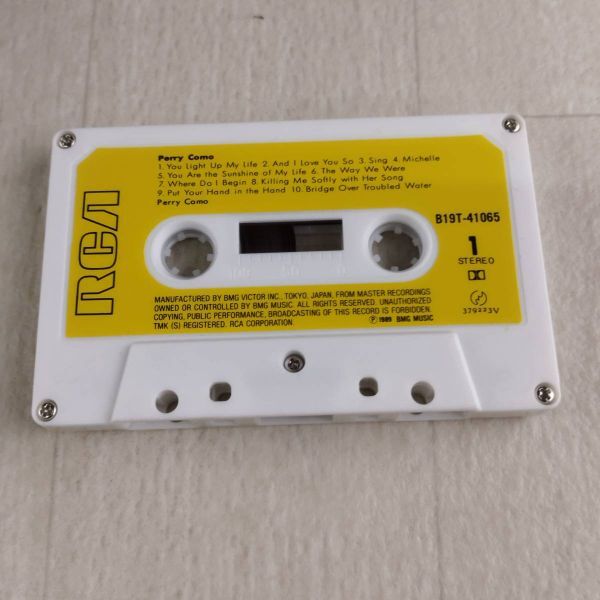 RCA
Perry Como
1. You Light Up My Life 2. And I Love You So 3. Sing 4. Michelle
5. You Are the Sunshine of My Life 6. The Way We Were
7. Where Do I Begin 8. Killing Me Softly with Her Song
9. Put Your Hand in the Hand 10. Bridge Over Troubled Water
Perry Como
B19T-41065
1
STEREO
100 50 0
379223V
MANUFACTURED BY BMG VICTOR INC., TOKYO, JAPAN, FROM MASTER RECORDINGS
OWNED OR CONTROLLED BY BMG MUSIC. ALL RIGHTS RESERVED. UNAUTHORIZED
COPYING, PUBLIC PERFORMANCE, BROADCASTING OF THIS RECORD IS FORBIDDEN.
TMK (S) REGISTERED. RCA CORPORATION.
Ⓟ 1989 BMG MUSIC